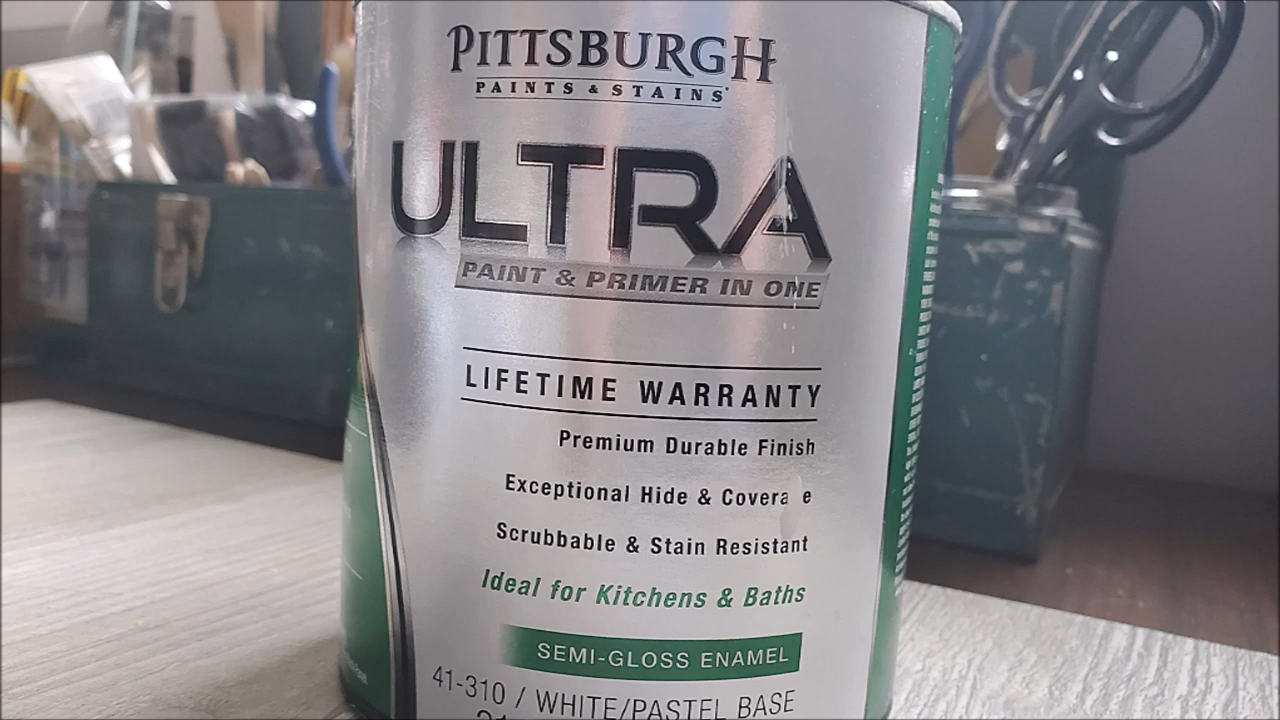 PITTSBURGH
PAINTS & STAINS
ULTRA
PAINT & PRIMER IN ONE
LIFETIME WARRANTY
Premium Durable Finish
Exceptional Hide & Covera e
Scrubbable & Stain Resistant
Ideal for Kitchens & Baths
SEMI-GLOSS ENAMEL
41-310 / WHITE/PASTEL BASE